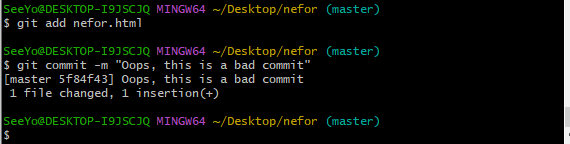 SeeYo@DESKTOP-I9JSCJQ MINGW64 ~/Desktop/nefor (master)
$ git add nefor.html
SeeYo@DESKTOP-I9JSCJQ MINGW64 ~/Desktop/nefor (master)
$ git commit -m "Oops, this is a bad commit"
[master 5f84f43] Oops, this is a bad commit
 1 file changed, 1 insertion(+)
SeeYo@DESKTOP-I9JSCJQ MINGW64 ~/Desktop/nefor (master)
$